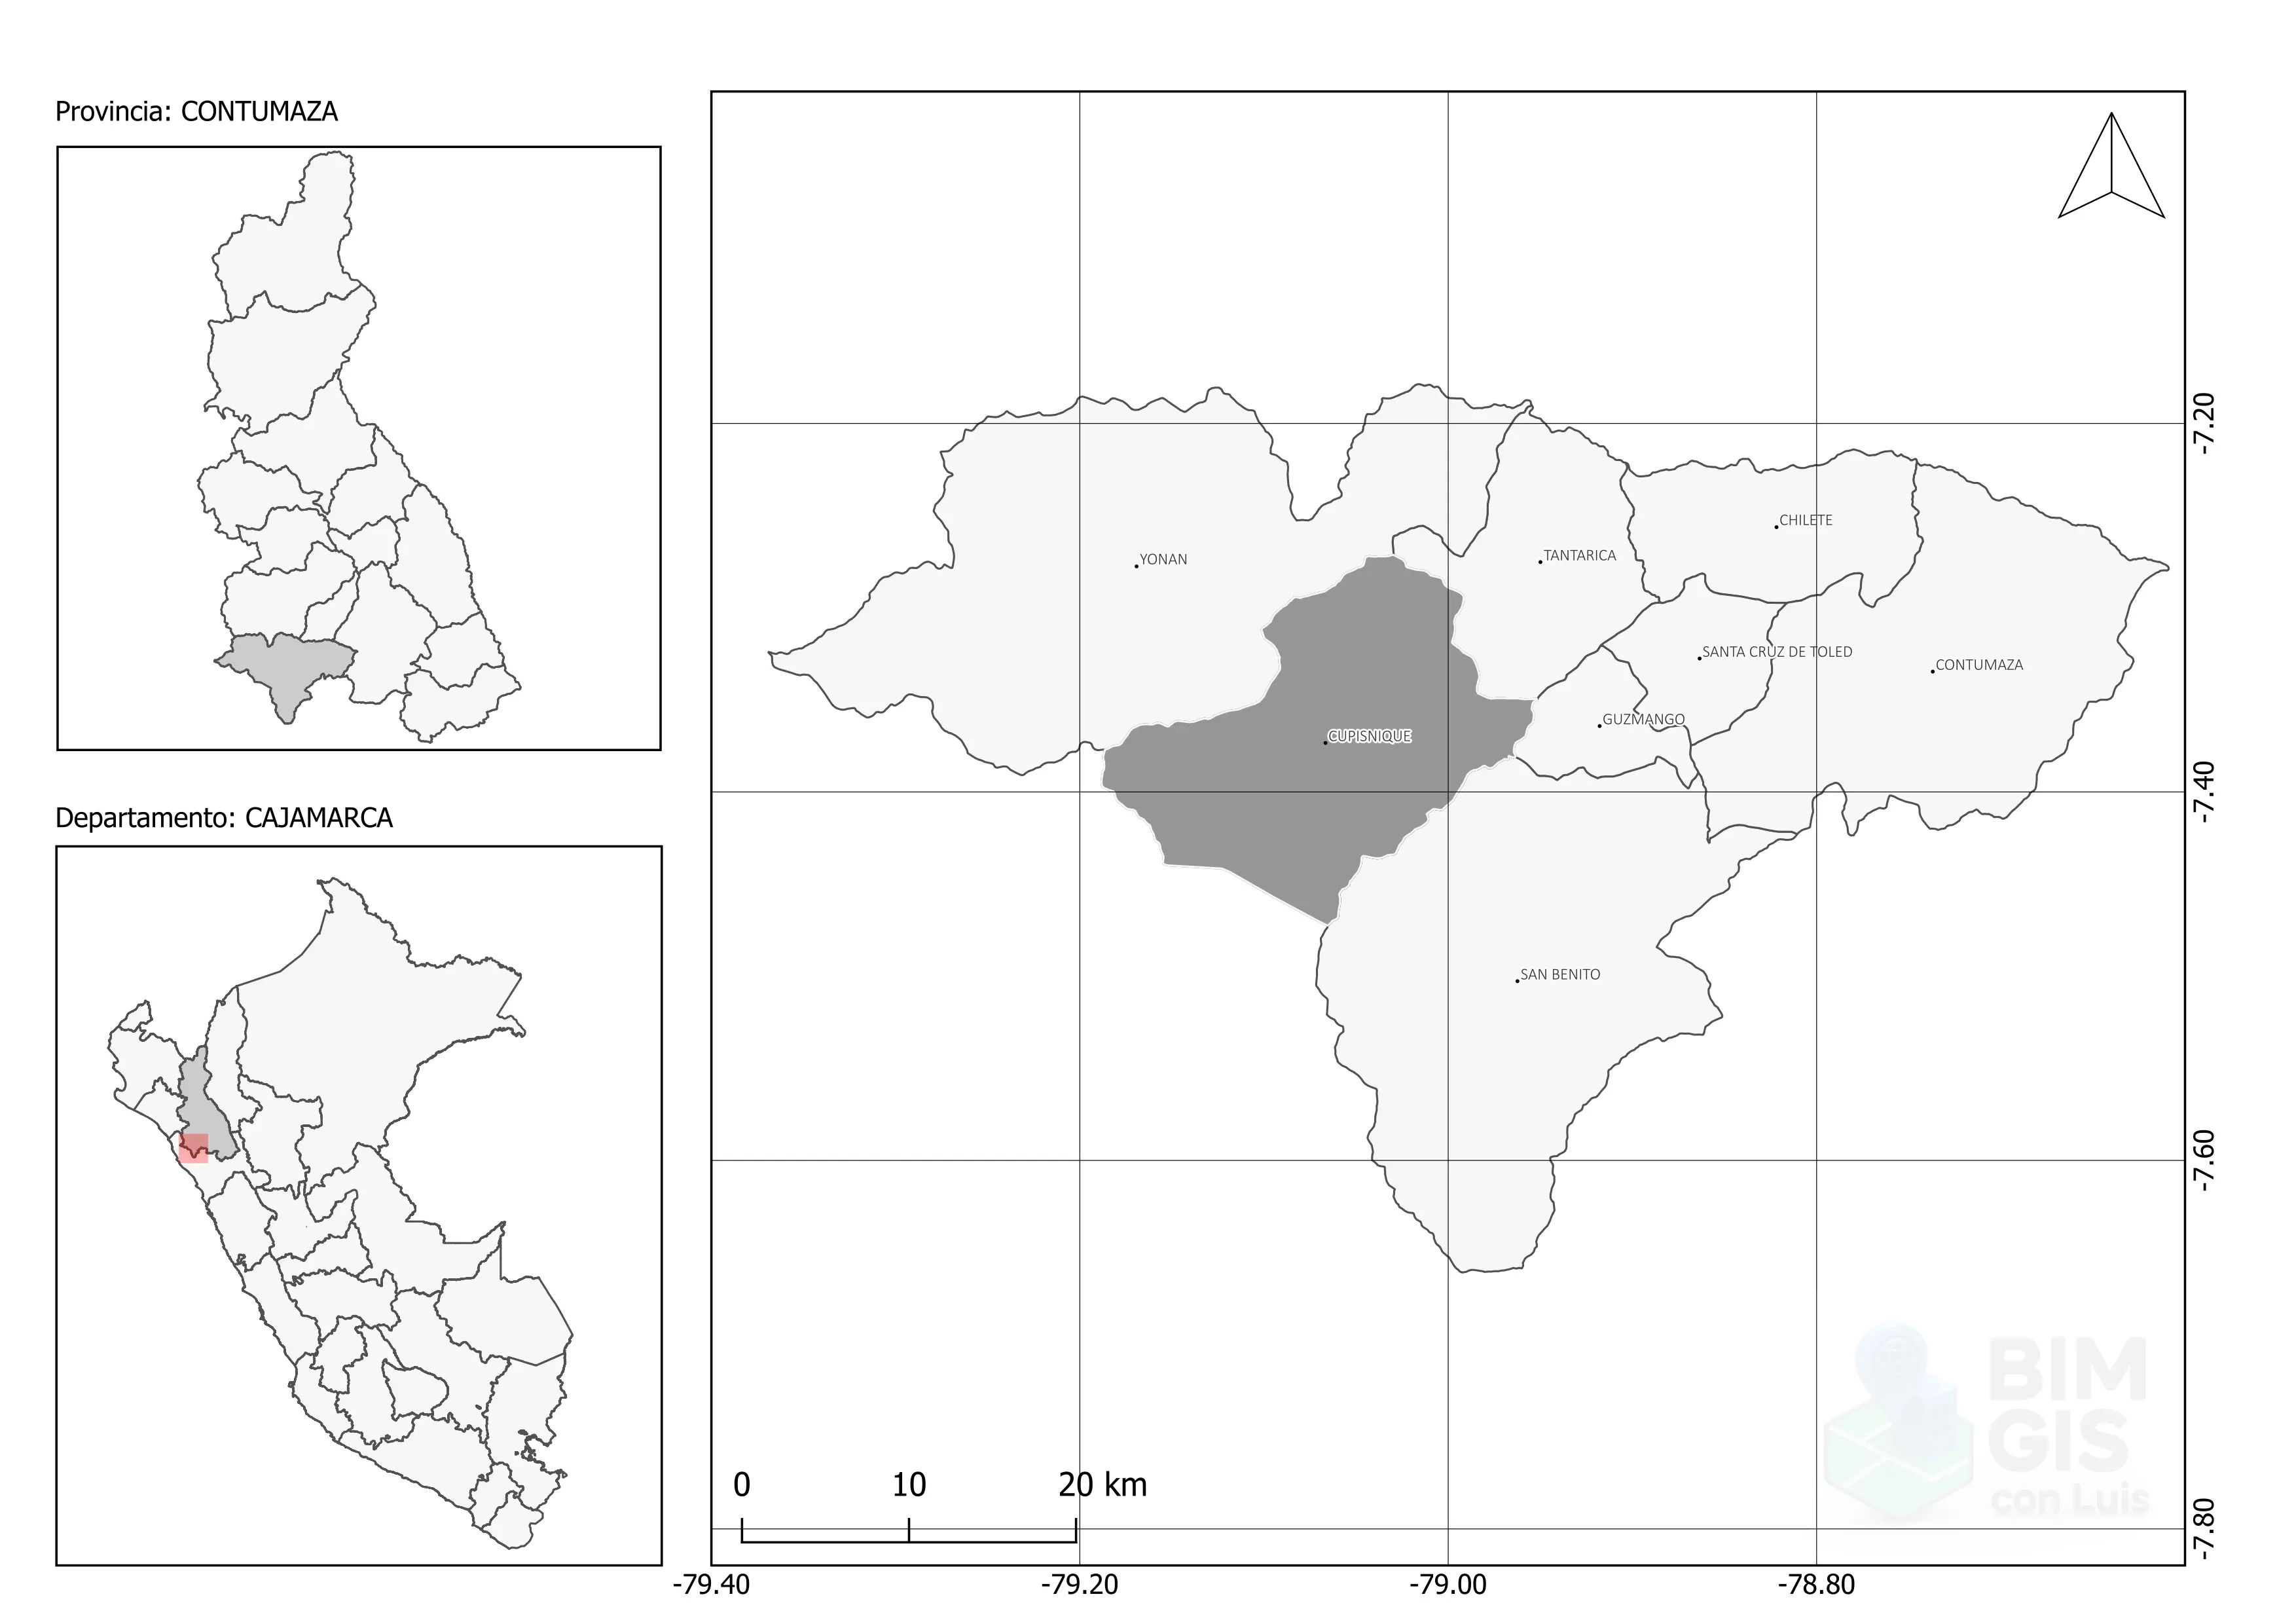 Provincia: CONTUMAZA
Departamento: CAJAMARCA
YONAN
TANTARICA
CHILETE
SANTA CRUZ DE TOLED
CONTUMAZA
GUZMANGO
CUPISNIQUE
SAN BENITO
-7.20
-7.40
-7.60
-7.80
0 10 20 km
-79.40 -79.20 -79.00 -78.80
BIM
GIS
con Luis